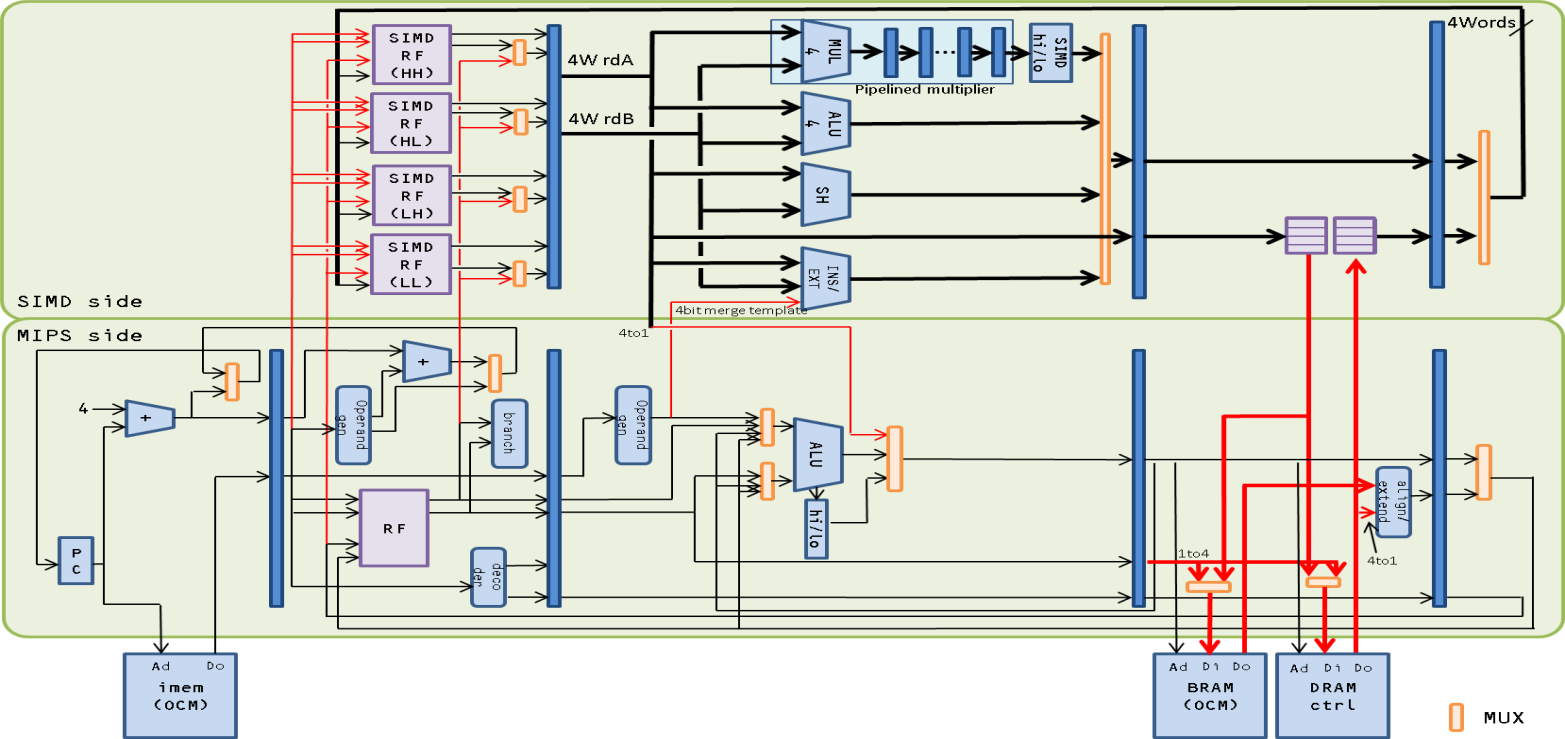 4Words
SIMD
RF
(HH)
SIMD
RF
(HL)
SIMD
RF
(LH)
SIMD
RF
(LL)
4W rdA
4W rdB
MUL
4
...
SIMD
hi/lo
Pipelined multiplier
ALU
4
SH
INS/
EXT
4bit merge template
SIMD side
MIPS side
4to1
4
+
+
Operand
gen
branch
Operand
gen
ALU
hi/lo
RF
deco
der
P
C
align/
extend
4to1
1to4
Ad Do
imem
(OCM)
Ad Di Do
BRAM
(OCM)
Ad Di Do
DRAM
ctrl
MUX